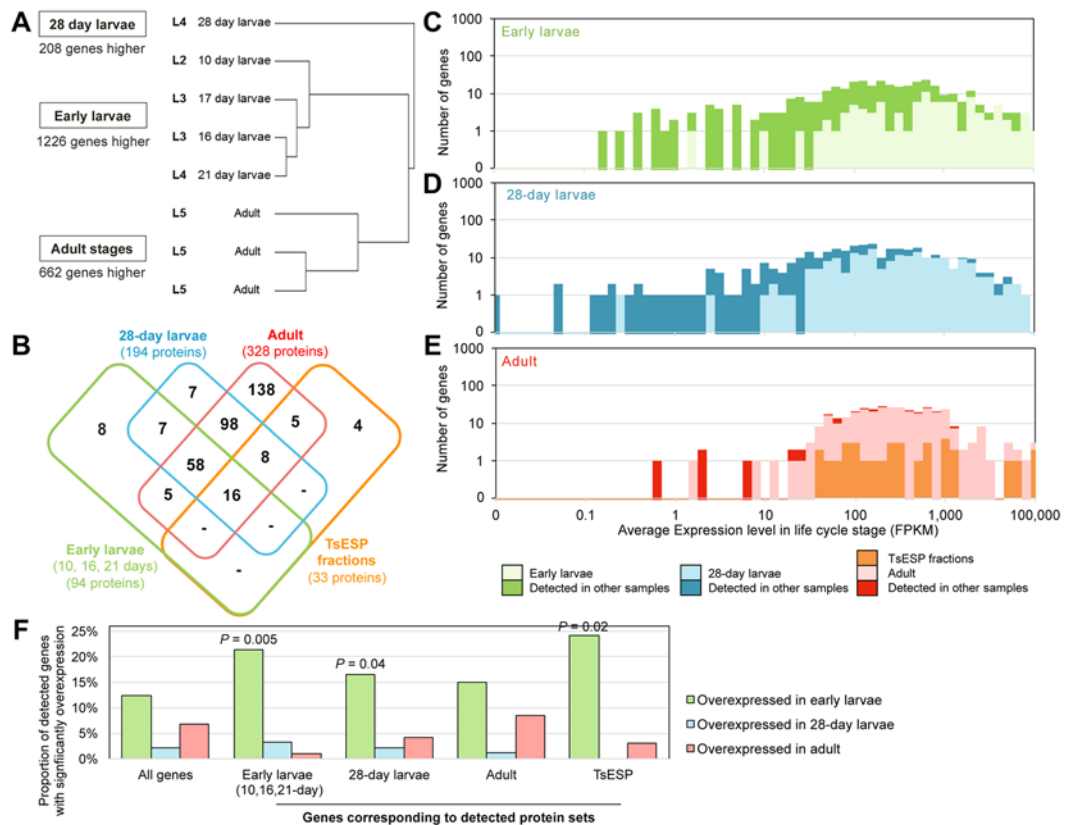 A
28 day larvae
208 genes higher
Early larvae
1226 genes higher
Adult stages
662 genes higher
L4 28 day larvae
L2 10 day larvae
L3 17 day larvae
L3 16 day larvae
L4 21 day larvae
L5 Adult
L5 Adult
L5 Adult
B
28-day larvae
(194 proteins)
Adult
(328 proteins)
7
138
8
7
98
5
4
58
8
5
16
-
-
-
-
Early larvae
(10, 16, 21 days)
(94 proteins)
TsESP
fractions
(33 proteins)
C
Early larvae
Number of genes
1000
100
10
1
0
D
28-day larvae
Number of genes
1000
100
10
1
0
E
Adult
Number of genes
1000
100
10
1
0
0 0.1 1 10 100 1,000 100,000
Average Expression level in life cycle stage (FPKM)
Early larvae
Detected in other samples
28-day larvae
Detected in other samples
TsESP fractions
Adult
Detected in other samples
F
Proportion of detected genes
with signfiicantly overexpression
25%
20%
15%
10%
5%
0%
P = 0.005
P = 0.04
P = 0.02
All genes
Early larvae
(10,16,21-day)
28-day larvae
Adult
TsESP
Genes corresponding to detected protein sets
Overexpressed in early larvae
Overexpressed in 28-day larvae
Overexpressed in adult